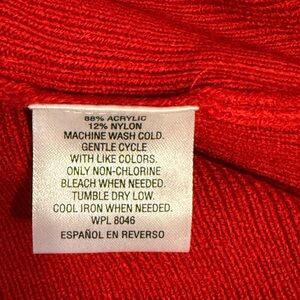 88% ACRYLIC
12% NYLON
MACHINE WASH COLD.
GENTLE CYCLE
WITH LIKE COLORS.
ONLY NON-CHLORINE
BLEACH WHEN NEEDED.
TUMBLE DRY LOW.
COOL IRON WHEN NEEDED.
WPL 8046
ESPAÑOL EN REVERSO